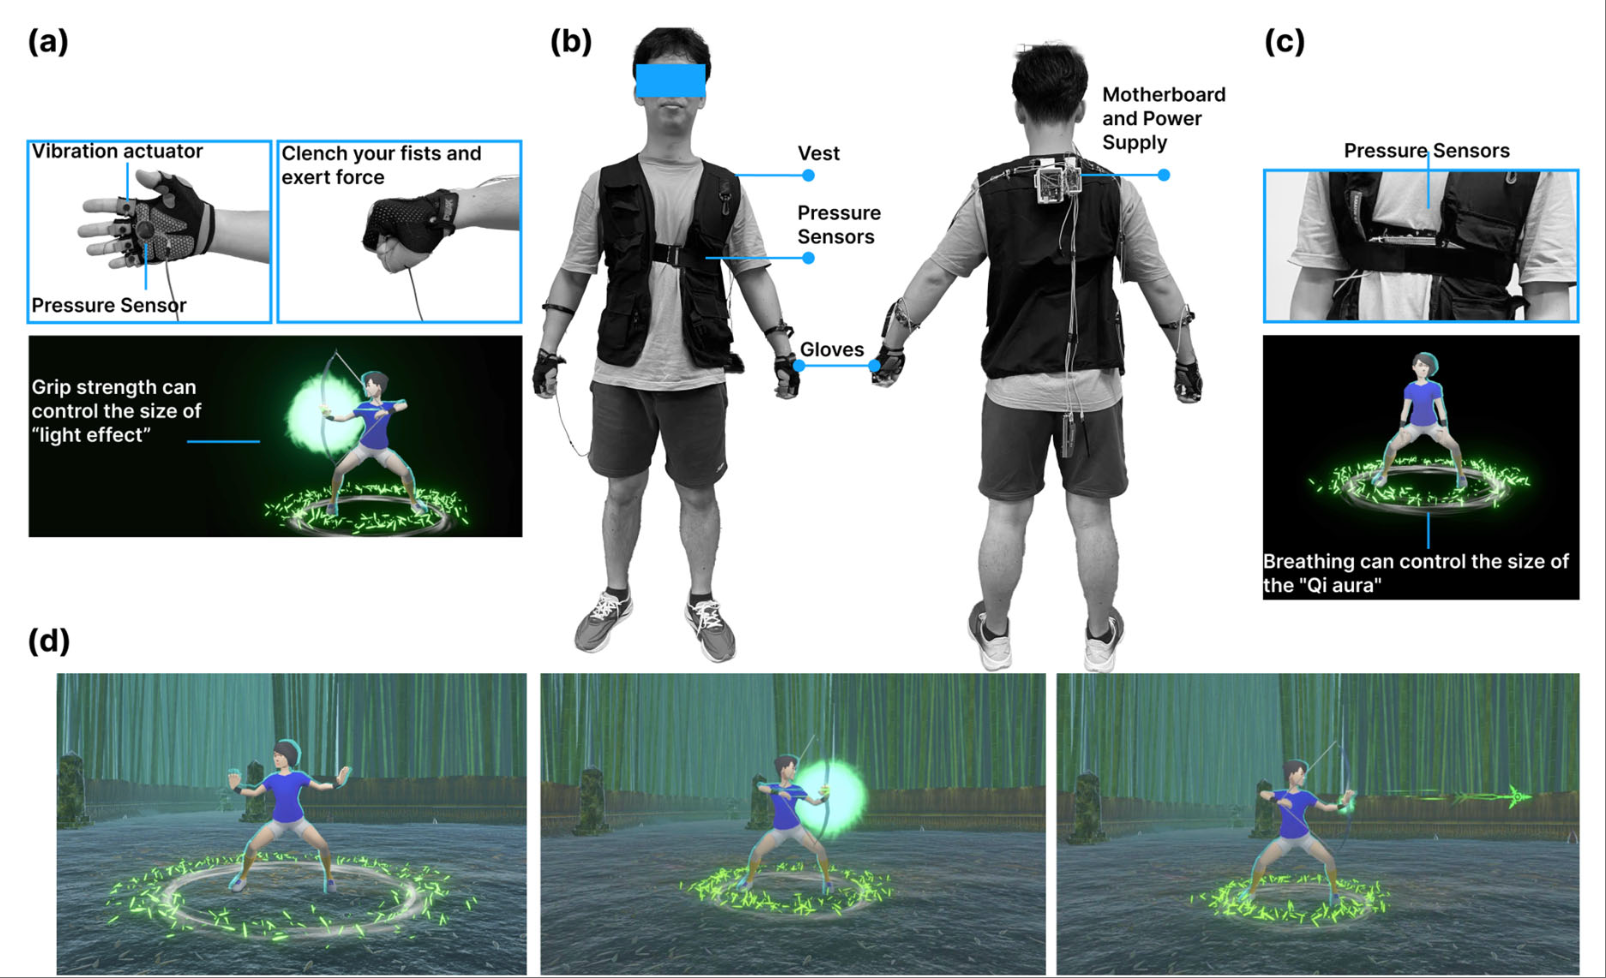 (a)
Vibration actuator
Pressure Sensor
Clench your fists and
exert force
Grip strength can
control the size of
“light effect”
(b)
Vest
Pressure
Sensors
Gloves
Motherboard
and Power
Supply
(c)
Pressure Sensors
Breathing can control the size of
the "Qi aura"
(d)